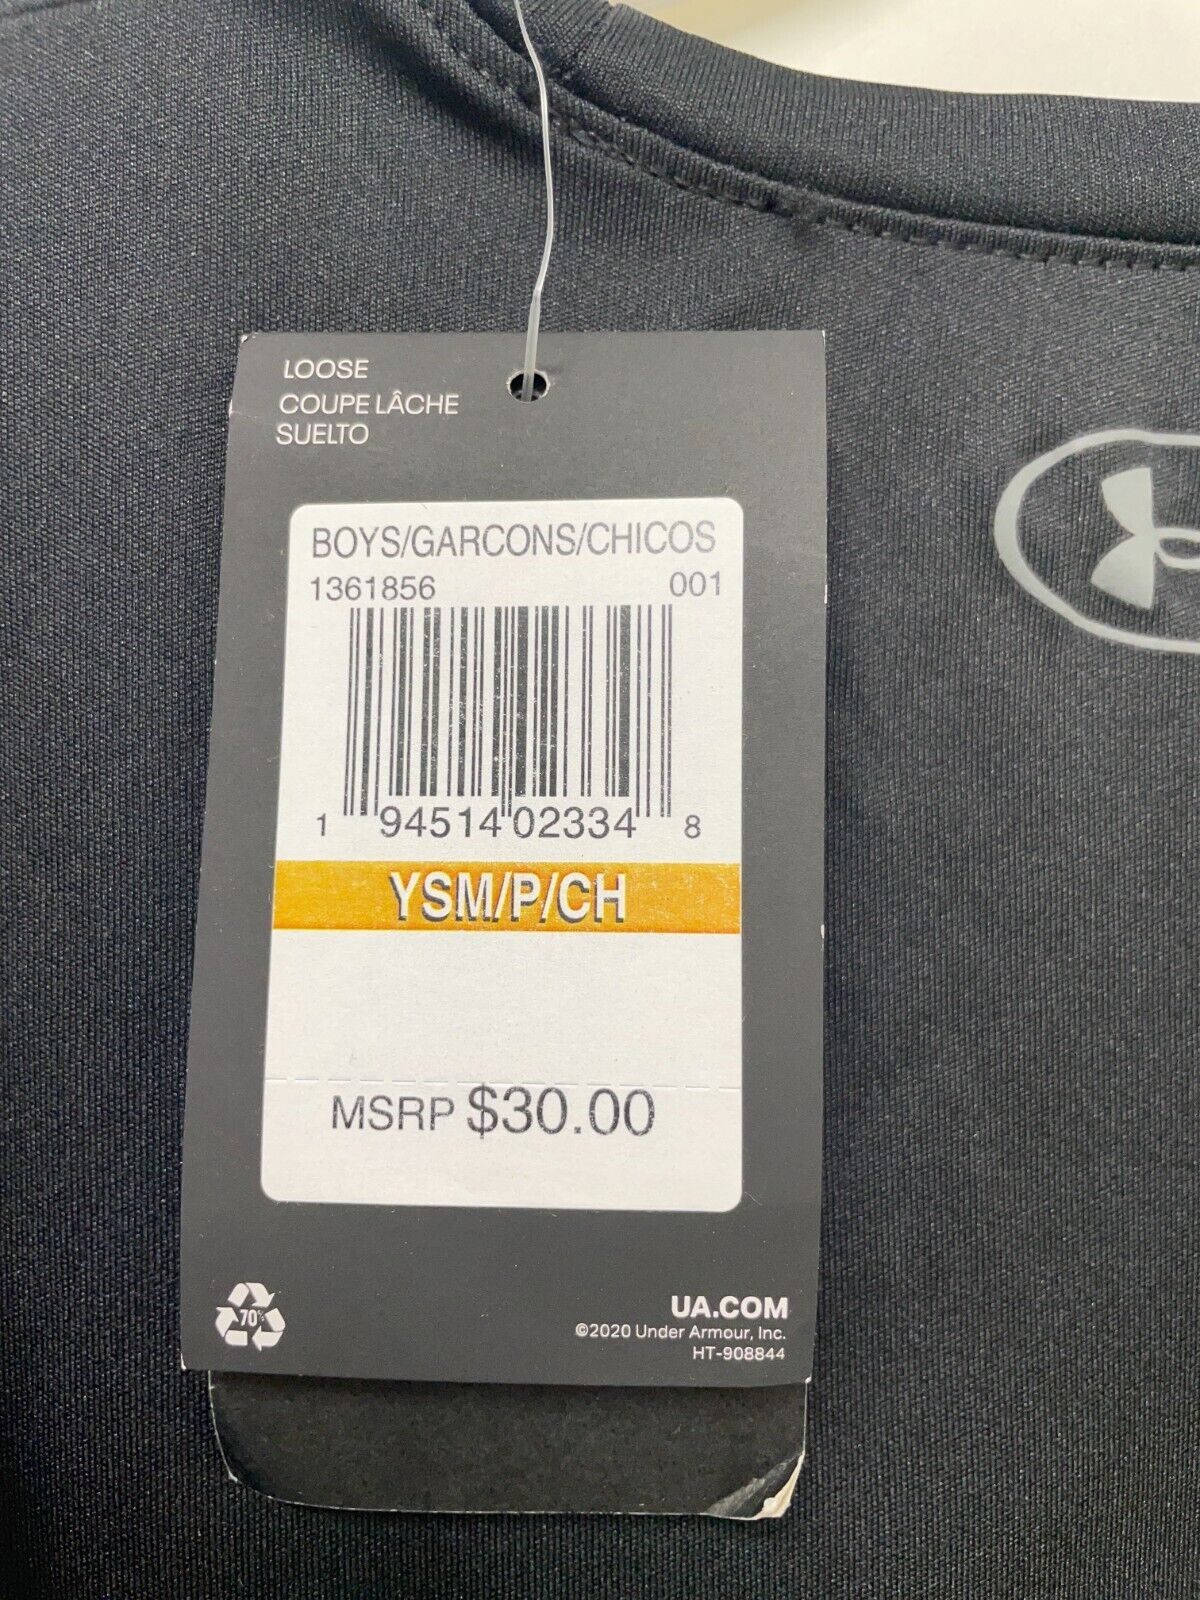 LOOSE
COUPE LÂCHE
SUELTO
BOYS/GARCONS/CHICOS
1361856 001
1 94514 02334 8
YSM/P/CH
MSRP $30.00
70%
UA.COM
©2020 Under Armour, Inc.
HT-908844